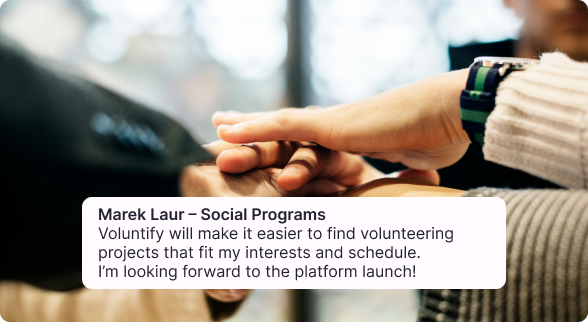 Marek Laur – Social Programs
Voluntify will make it easier to find volunteering
projects that fit my interests and schedule.
I'm looking forward to the platform launch!